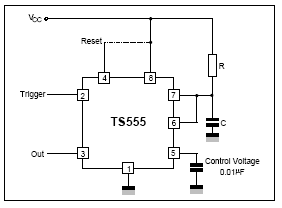 VCC
Reset
R
4
8
Trigger
2
7
TS555
6
C
Out
3
5
1
Control Voltage
0.01µF